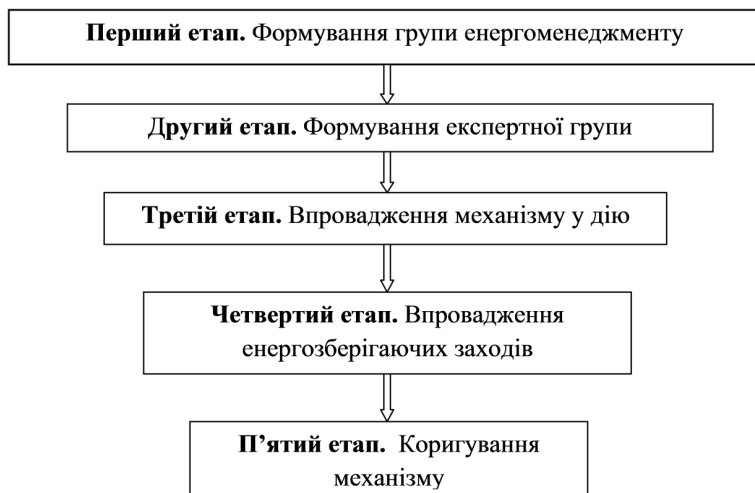 Перший етап. Формування групи енергоменеджменту
Другий етап. Формування експертної групи
Третій етап. Впровадження механізму у дію
Четвертий етап. Впровадження
енергозберігаючих заходів
П’ятий етап. Коригування
механізму